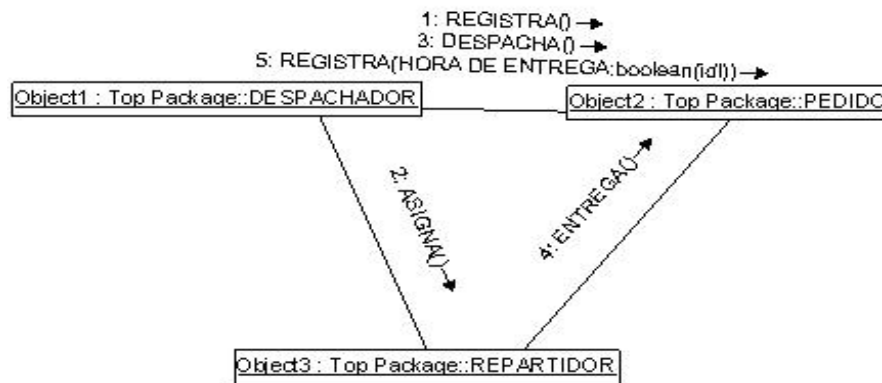 1: REGISTRA()
3: DESPACHA()
5: REGISTRA(HORA DE ENTREGA:boolean(idl))
Object1 : Top Package::DESPACHADOR
Object2 : Top Package::PEDIDO
2: ASIGNA()
4: ENTREGA()
Object3 : Top Package::REPARTIDOR